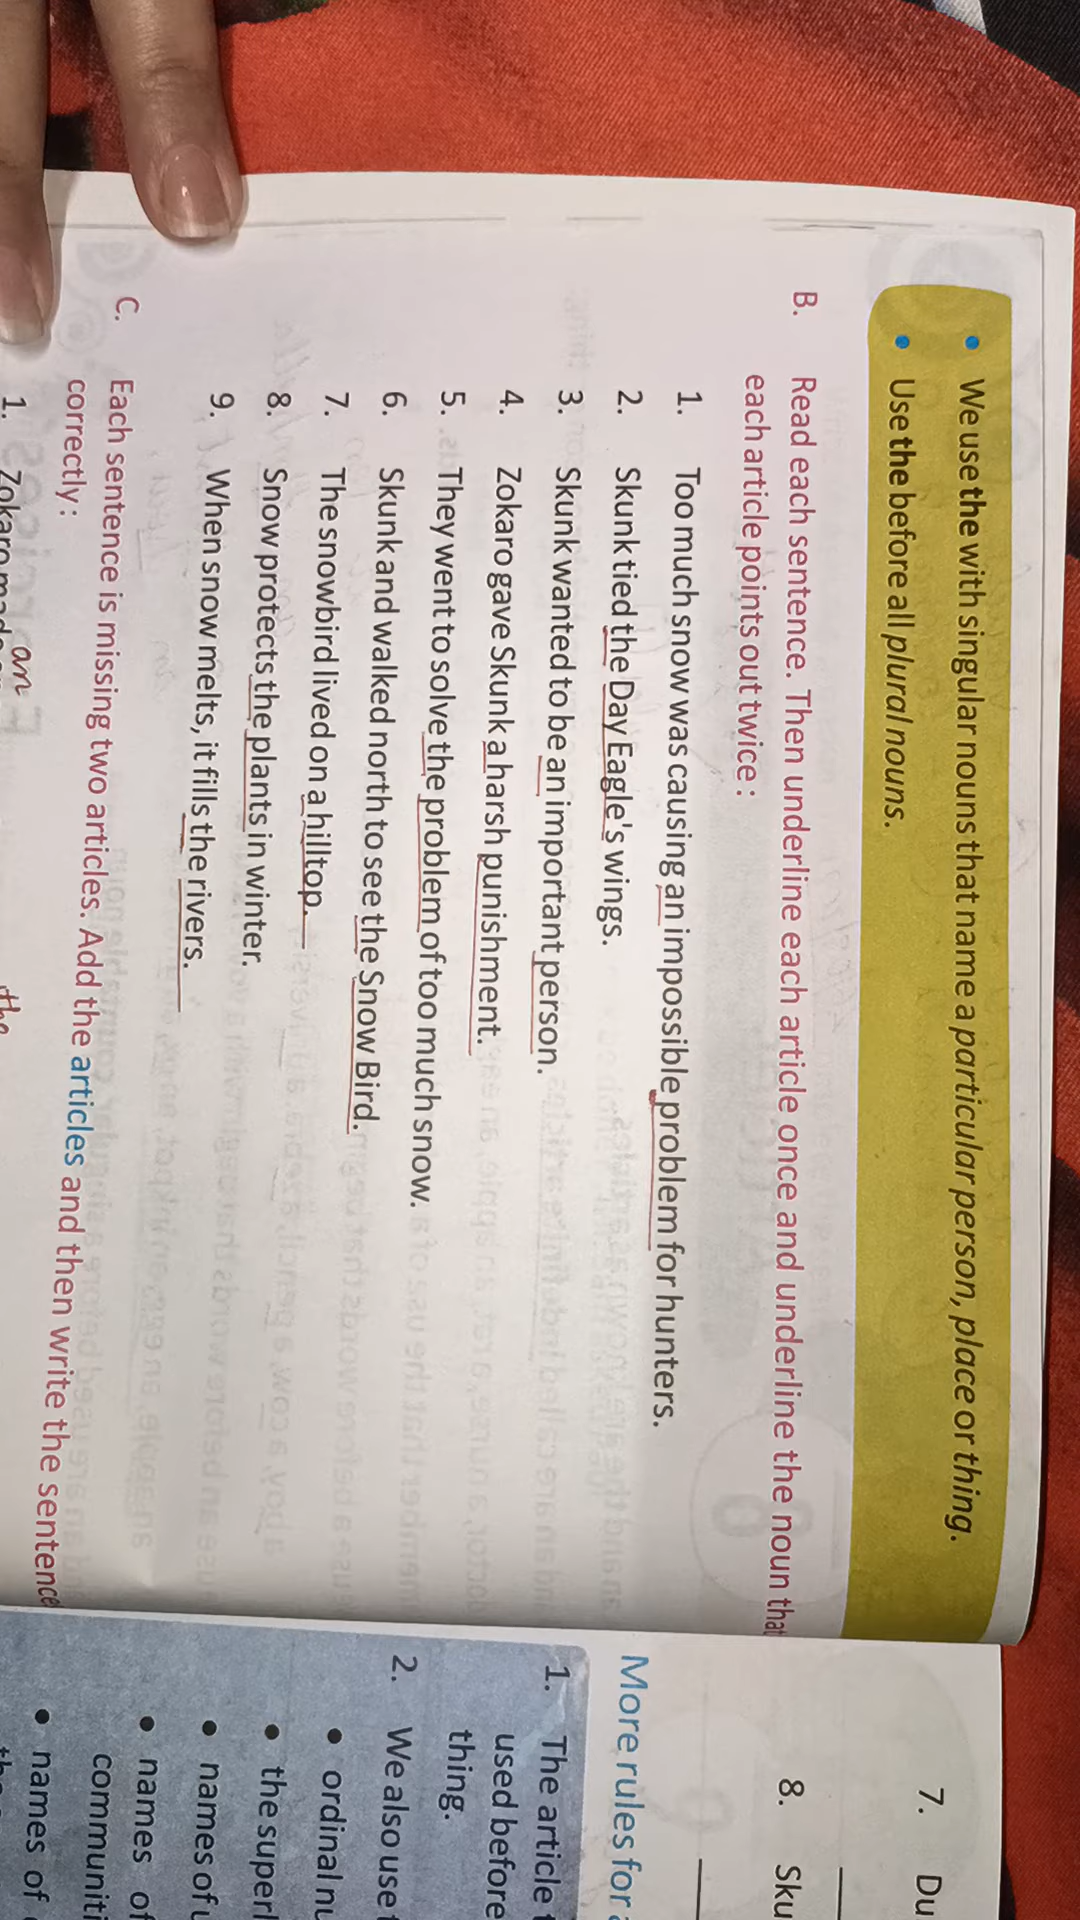 • We use the with singular nouns that name a particular person, place or thing.
• Use the before all plural nouns.
B. Read each sentence. Then underline each article once and underline the noun that
each article points out twice :
1. Too much snow was causing an impossible problem for hunters.
2. Skunk tied the Day Eagle's wings.
3. Skunk wanted to be an important person.
4. Zokaro gave Skunk a harsh punishment.
5. They went to solve the problem of too much snow.
6. Skunk and walked north to see the Snow Bird.
7. The snowbird lived on a hilltop.
8. Snow protects the plants in winter.
9. When snow melts, it fills the rivers.
C. Each sentence is missing two articles. Add the articles and then write the sentence
correctly :
an the
1. Zokaro
7. Du
8. Sku
More rules for
1. The article
used before
thing.
2. We also use
• ordinal nu
• the superl
• names of
• names of
communiti
• names of